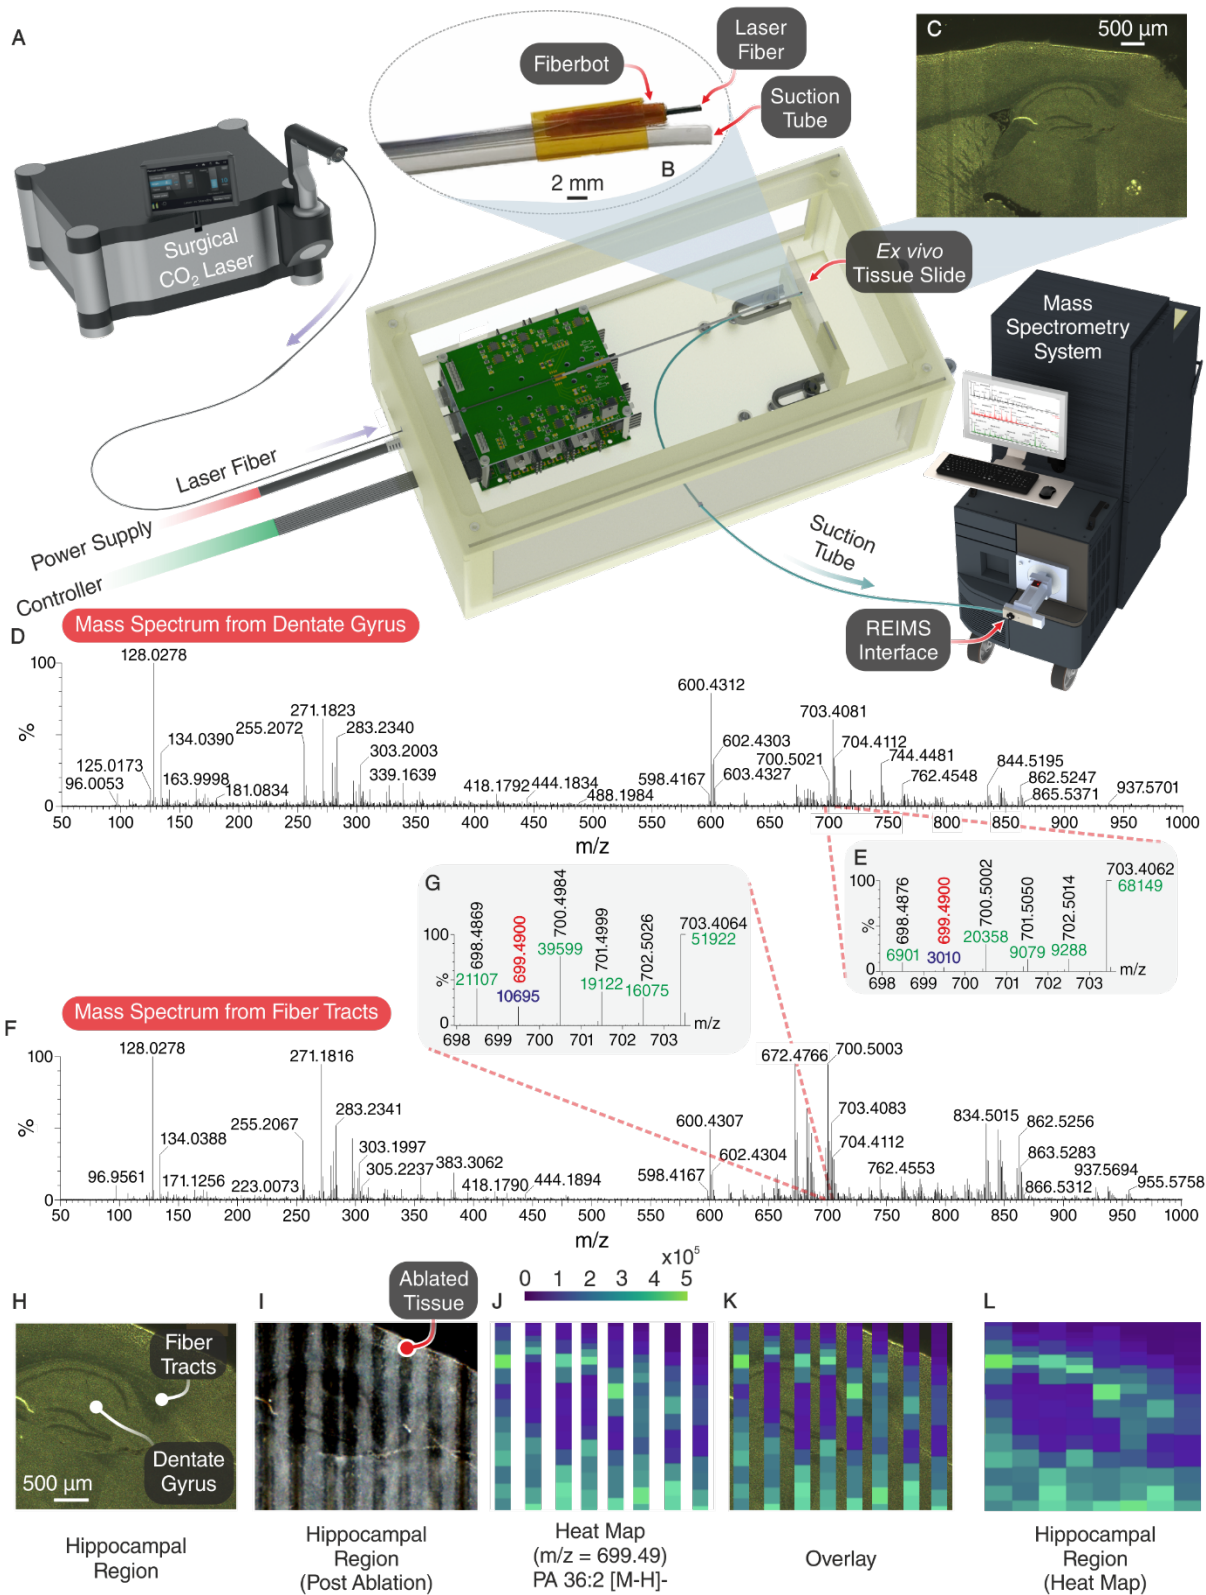 A
Laser
Fiber
Fiberbot
Suction
Tube
B
2 mm
C
500 µm
Surgical
CO2 Laser
Ex vivo
Tissue Slide
Mass
Spectrometry
System
Laser Fiber
Power Supply
Controller
Suction
Tube
REIMS
Interface
D
Mass Spectrum from Dentate Gyrus
100
%
0
128.0278
125.0173
96.0053
134.0390
163.9998
181.0834
255.2072
271.1823
283.2340
303.2003
339.1639
418.1792
444.1834
488.1984
598.4167
600.4312
602.4303
603.4327
700.5021
703.4081
704.4112
744.4481
762.4548
844.5195
862.5247
865.5371
937.5701
50 100 150 200 250 300 350 400 450 500 550 600 650 700 750 800 850 900 950 1000
m/z
E
100
%
0
698.4876
6901
699.4900
3010
700.5002
20358
701.5050
9079
702.5014
9288
703.4062
68149
698 699 700 701 702 703
m/z
G
100
%
0
698.4869
21107
699.4900
10695
700.4984
39599
701.4999
19122
702.5026
16075
703.4064
51922
698 699 700 701 702 703
m/z
F
Mass Spectrum from Fiber Tracts
100
%
0
128.0278
96.9561
134.0388
171.1256
223.0073
255.2067
271.1816
283.2341
303.1997
305.2237
383.3062
418.1790
444.1894
598.4167
600.4307
602.4304
672.4766
700.5003
703.4083
704.4112
762.4553
834.5015
862.5256
863.5283
866.5312
937.5694
955.5758
50 100 150 200 250 300 350 400 450 500 550 600 650 700 750 800 850 900 950 1000
m/z
H
Fiber
Tracts
Dentate
Gyrus
500 µm
Hippocampal
Region
I
Ablated
Tissue
Hippocampal
Region
(Post Ablation)
J
x10⁵
0 1 2 3 4 5
Heat Map
(m/z = 699.49)
PA 36:2 [M-H]-
K
Overlay
L
Hippocampal
Region
(Heat Map)